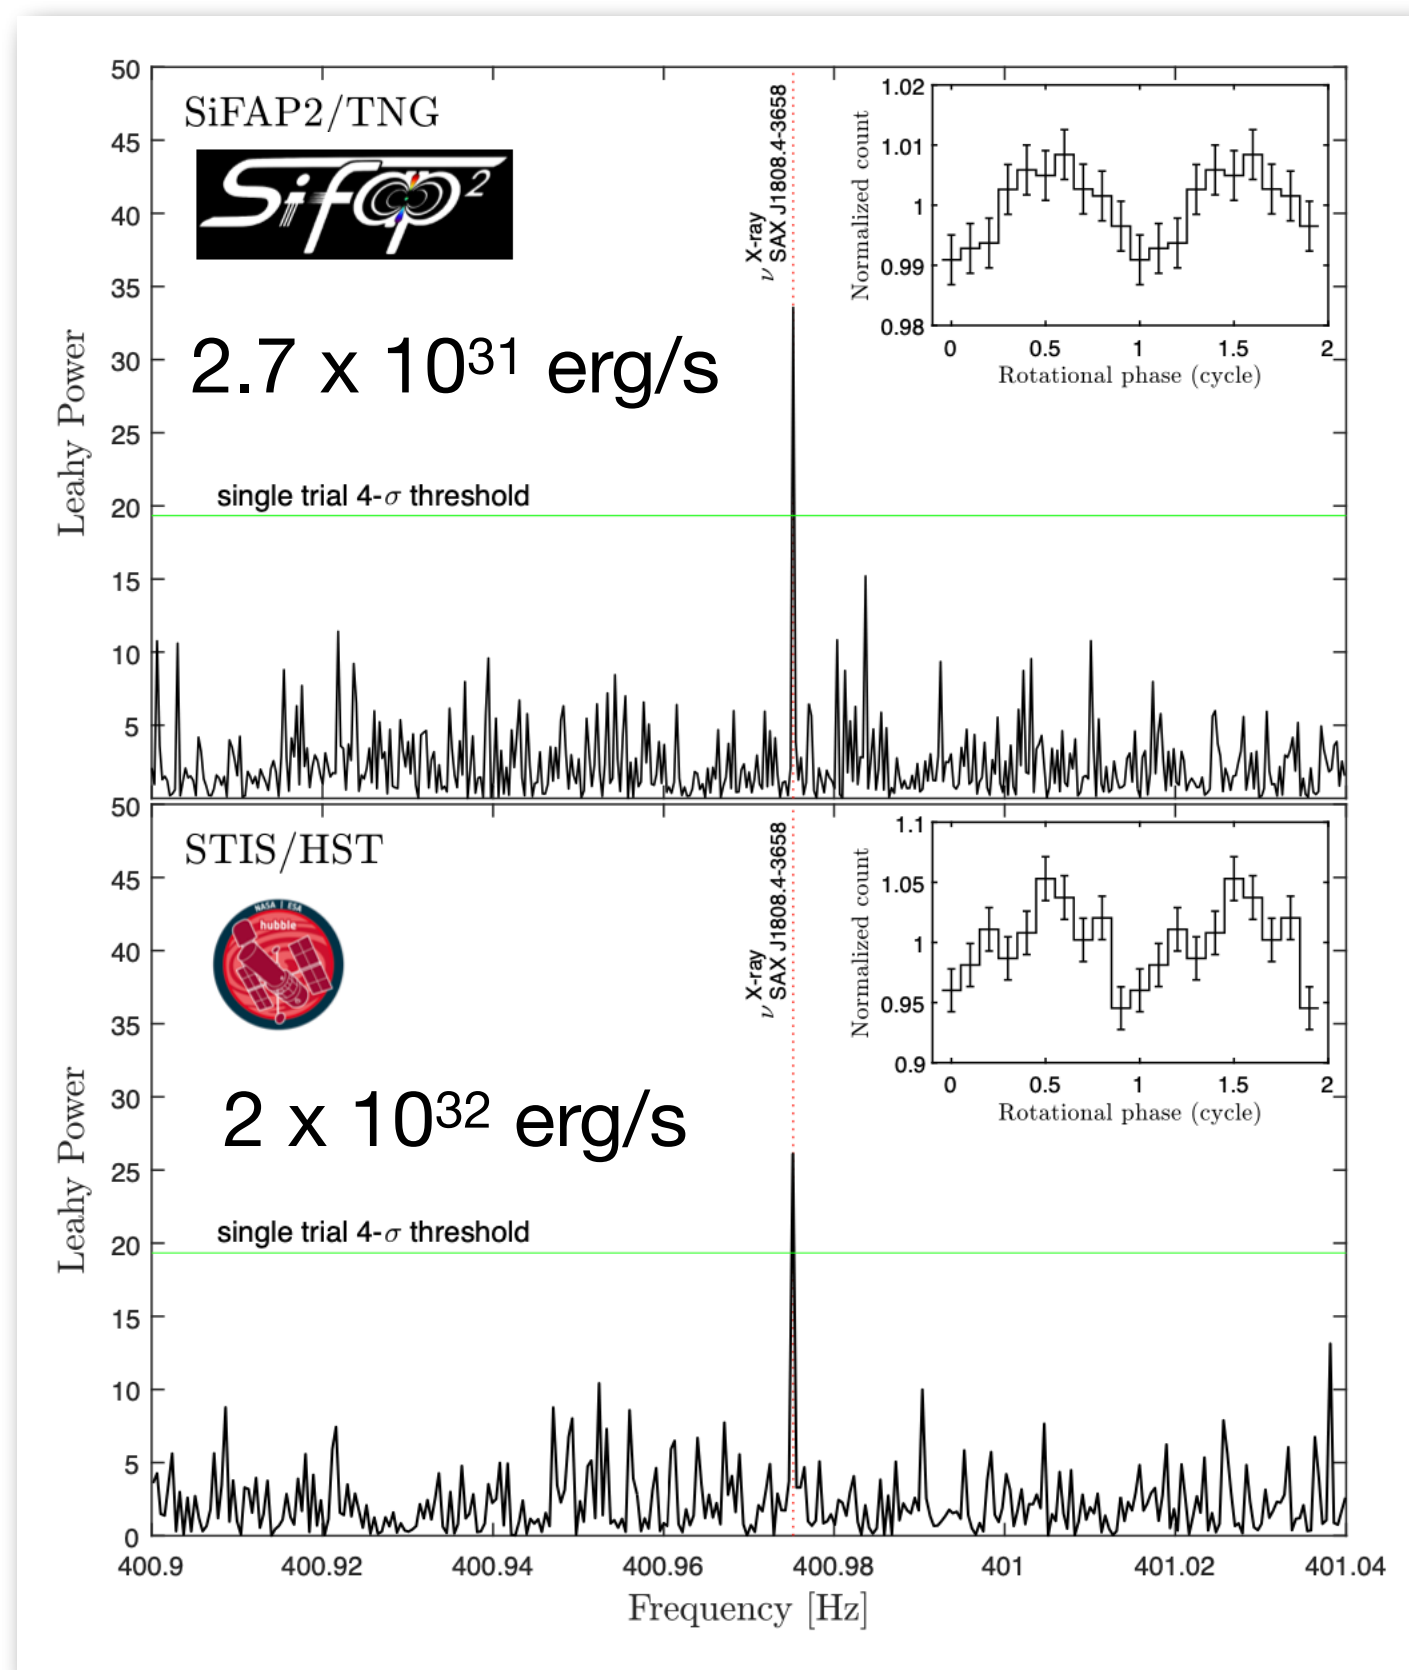 SiFAP2/TNG
Sifap2
2.7 x 10³¹ erg/s
single trial 4-σ threshold
ν X-ray SAX J1808.4-3658
Leahy Power
50
45
40
35
30
25
20
15
10
5
Normalized count
1.02
1.01
1
0.99
0.98
0 0.5 1 1.5 2
Rotational phase (cycle)
STIS/HST
NASA | ESA
hubble
2 x 10³² erg/s
single trial 4-σ threshold
ν X-ray SAX J1808.4-3658
Leahy Power
50
45
40
35
30
25
20
15
10
5
0
Normalized count
1.1
1.05
1
0.95
0.9
0 0.5 1 1.5 2
Rotational phase (cycle)
400.9 400.92 400.94 400.96 400.98 401 401.02 401.04
Frequency [Hz]